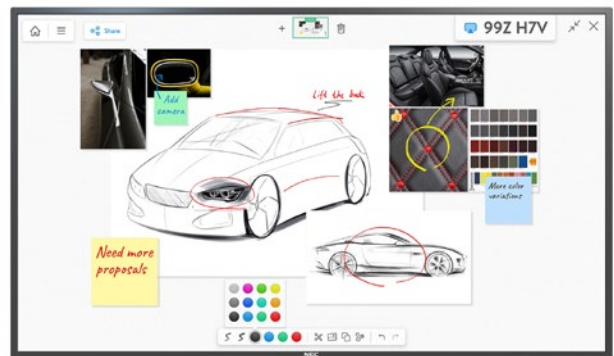 Share
99Z H7V
Add
camera
Lift the back
More color
variations
Need more
proposals
NEC